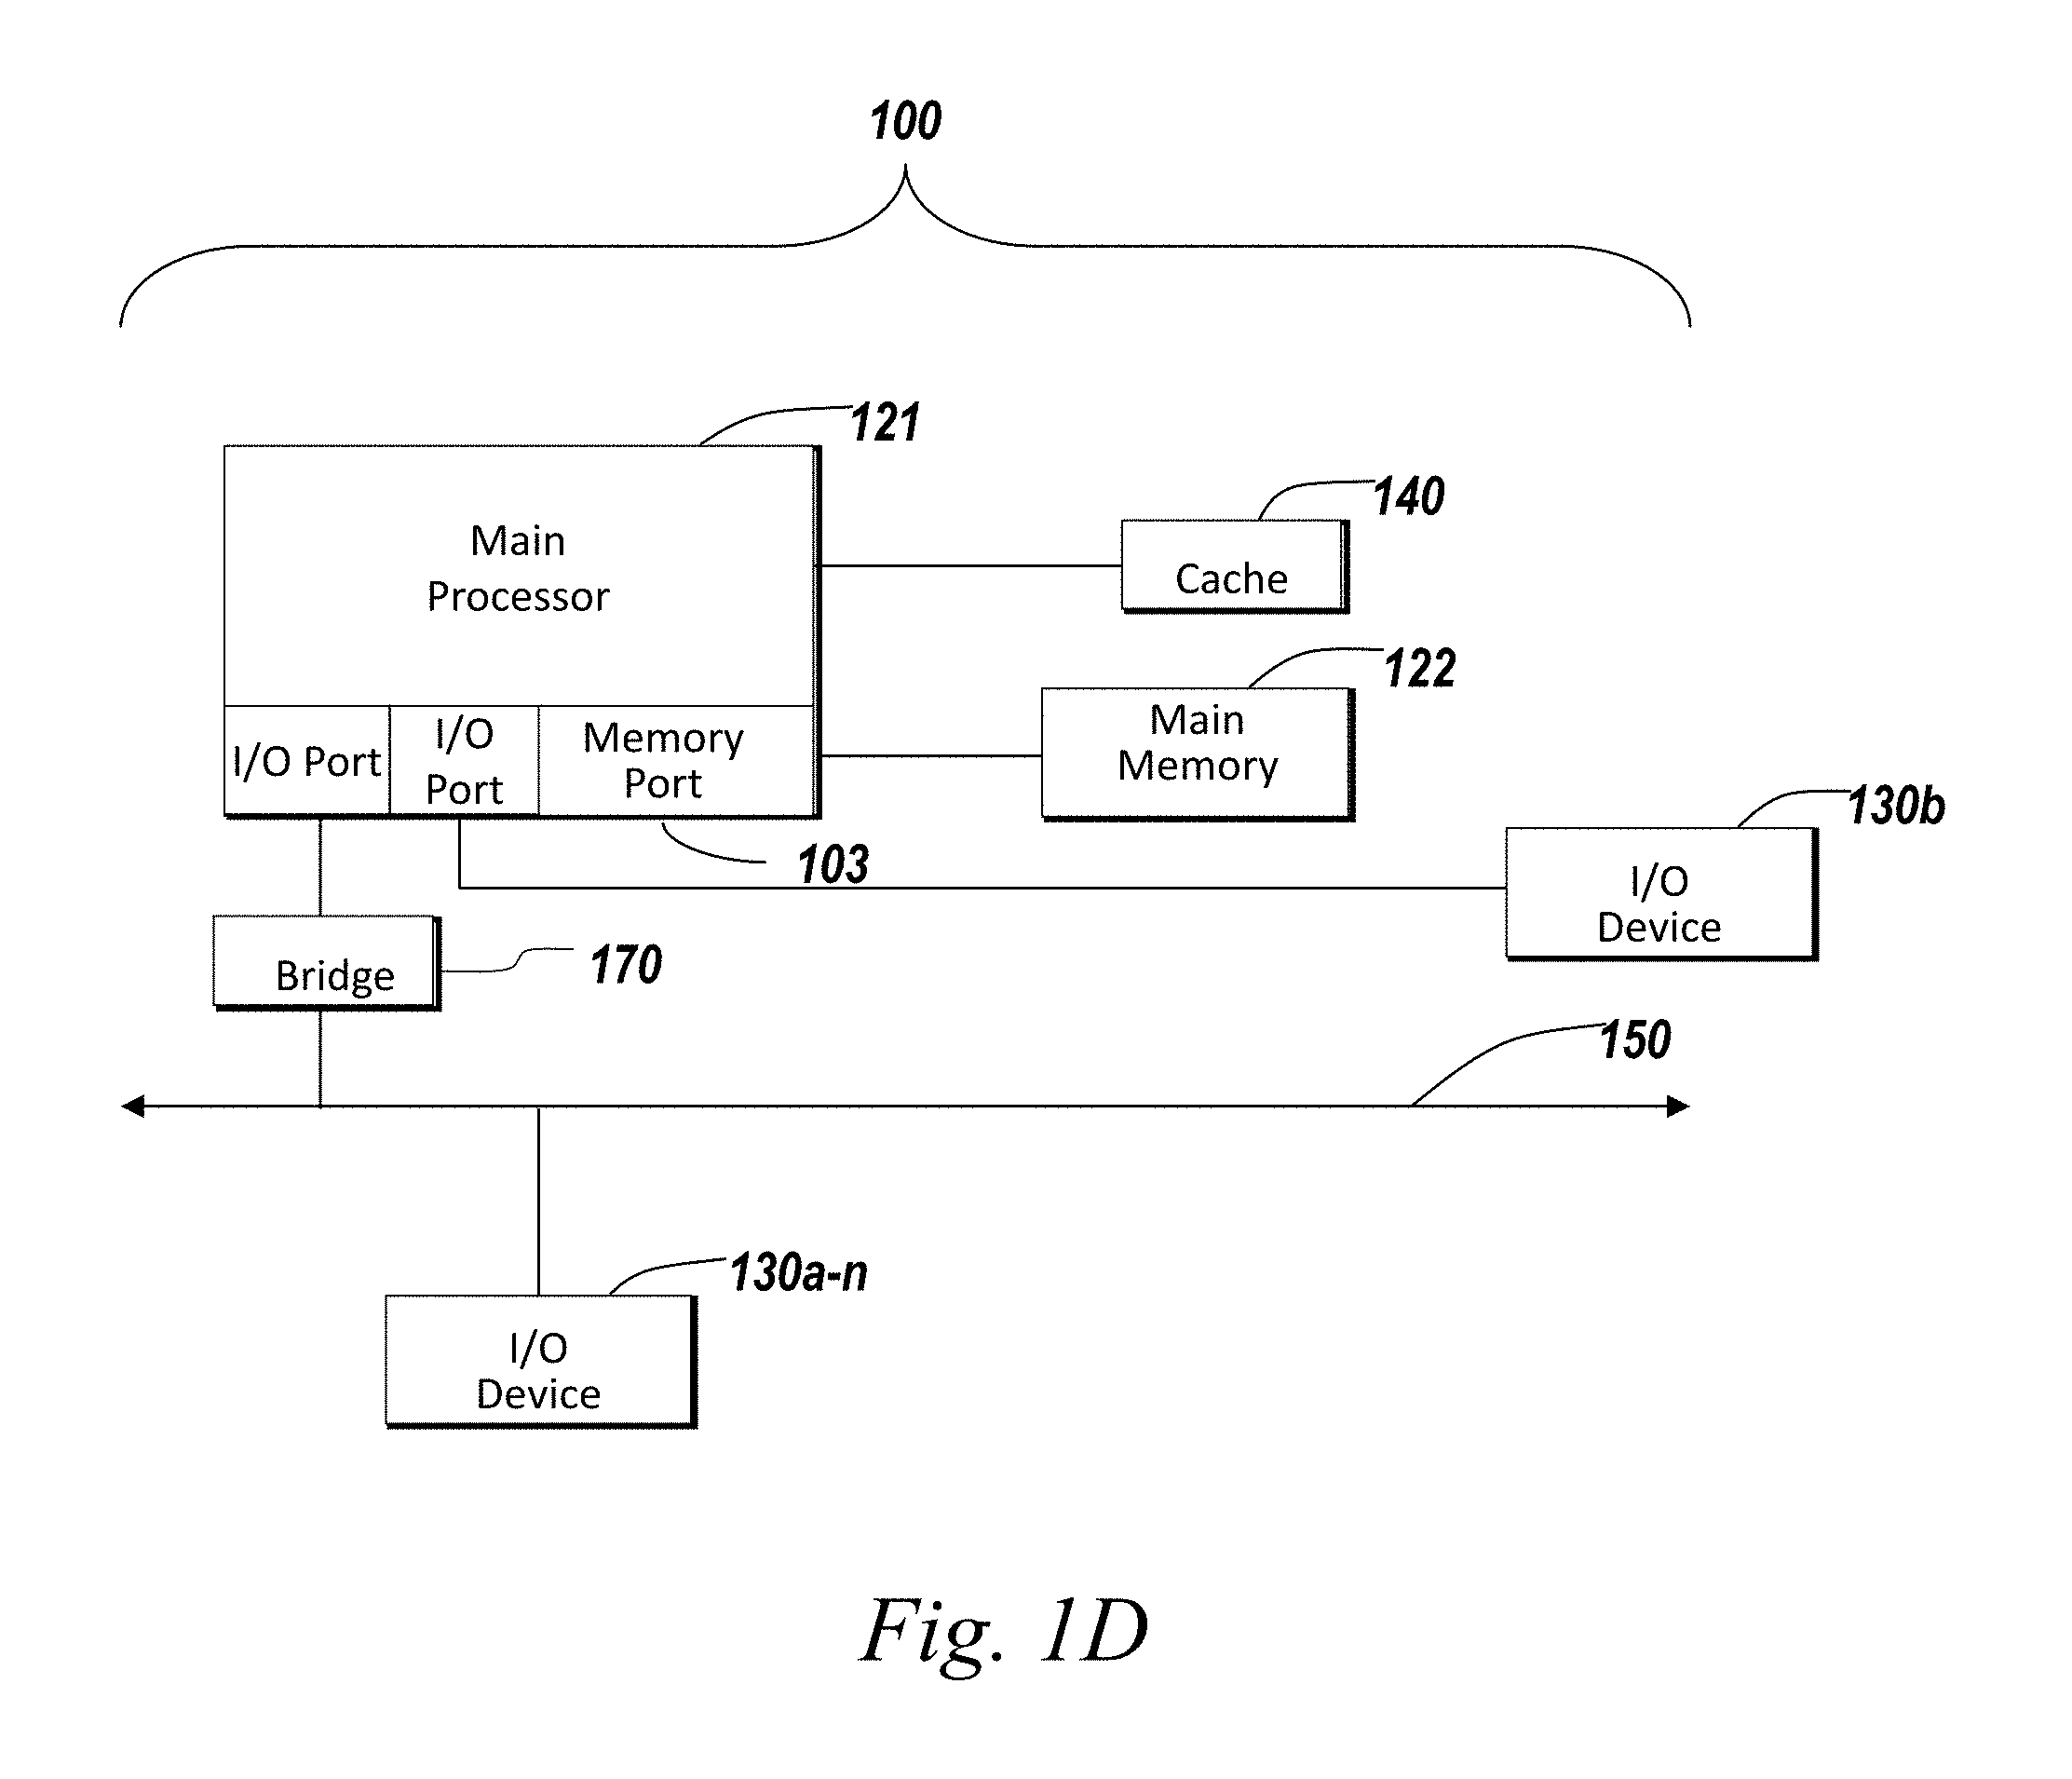 100
121
Main
Processor
140
Cache
122
Main
Memory
I/O Port
I/O
Port
Memory
Port
103
130b
I/O
Device
Bridge
170
150
130a-n
I/O
Device
Fig. 1D